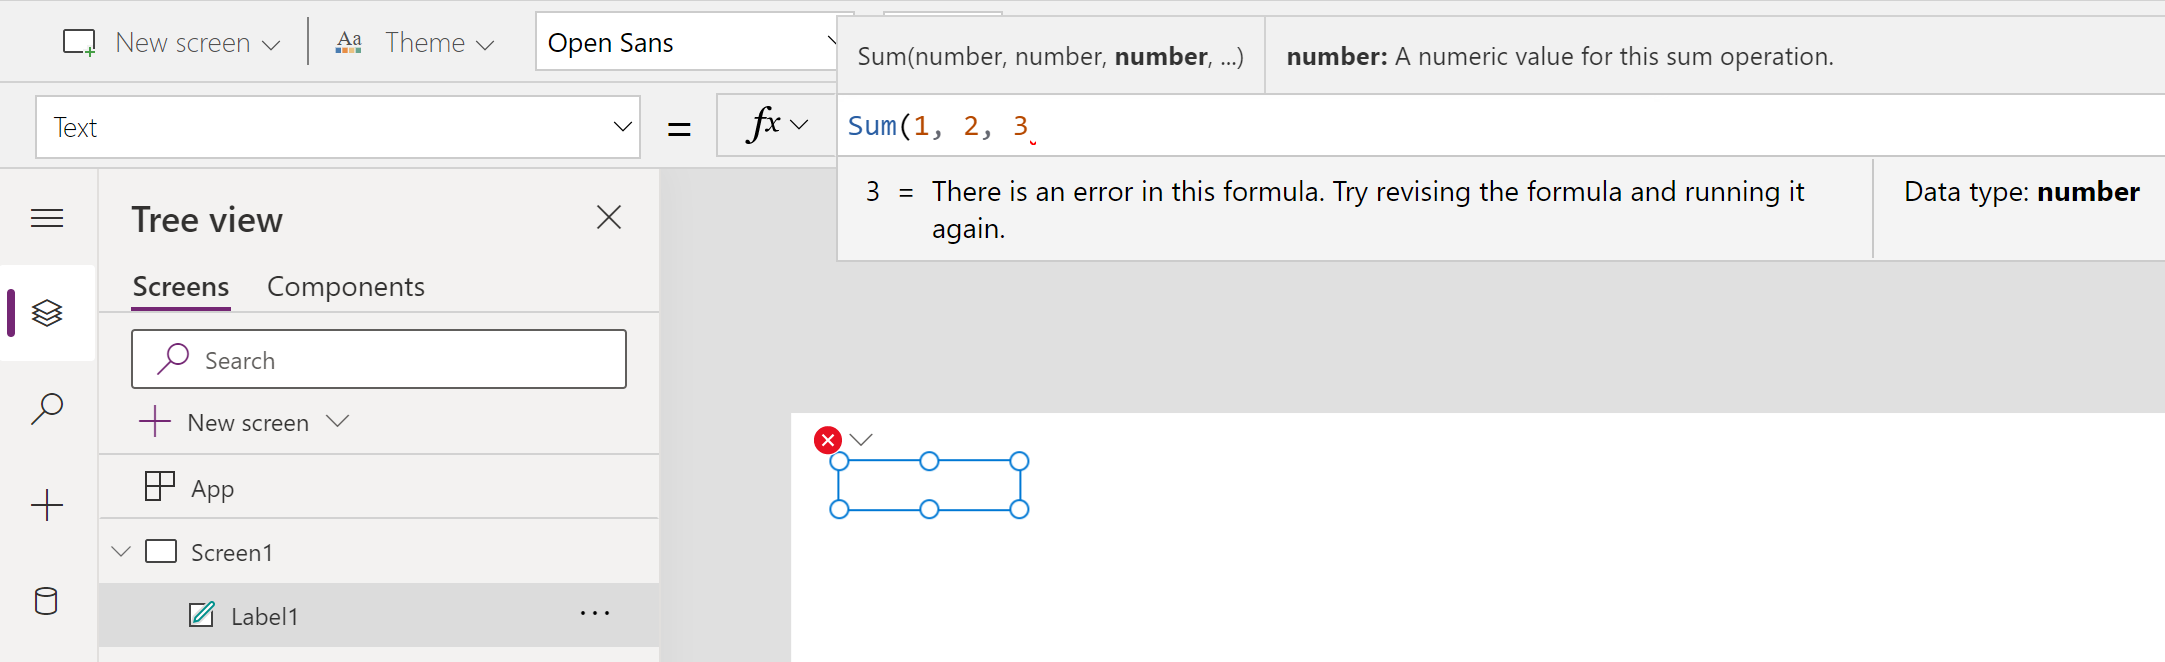 New screen
Aa Theme
Open Sans
Sum(number, number, number, ...) number: A numeric value for this sum operation.
Text
=
fx
Sum(1, 2, 3
3 = There is an error in this formula. Try revising the formula and running it
again.
Data type: number
Tree view
Screens Components
Search
New screen
App
Screen1
Label1 ...